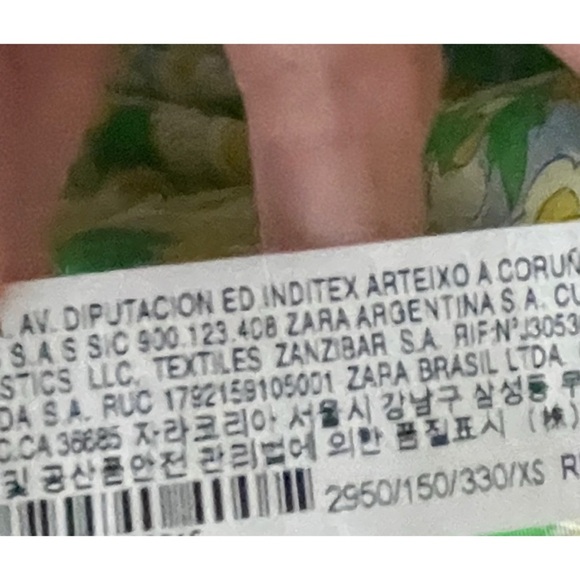 AV. DIPUTACION ED.INDITEX ARTEIXO A CORUÑ
S.A S SIC 900.123.408 ZARA ARGENTINA S A. CU
STICS LLC. TEXTILES ZANZIBAR S.A. RIF-Nº J3053
DA S.A. RUC 1792159105001 ZARA BRASIL LTDA.
C.CA 36685 자라코리아 서울시 강남구 삼성동
및 공산품안전 관리법에 의한 품질표시 (株)
2950/150/330/XS